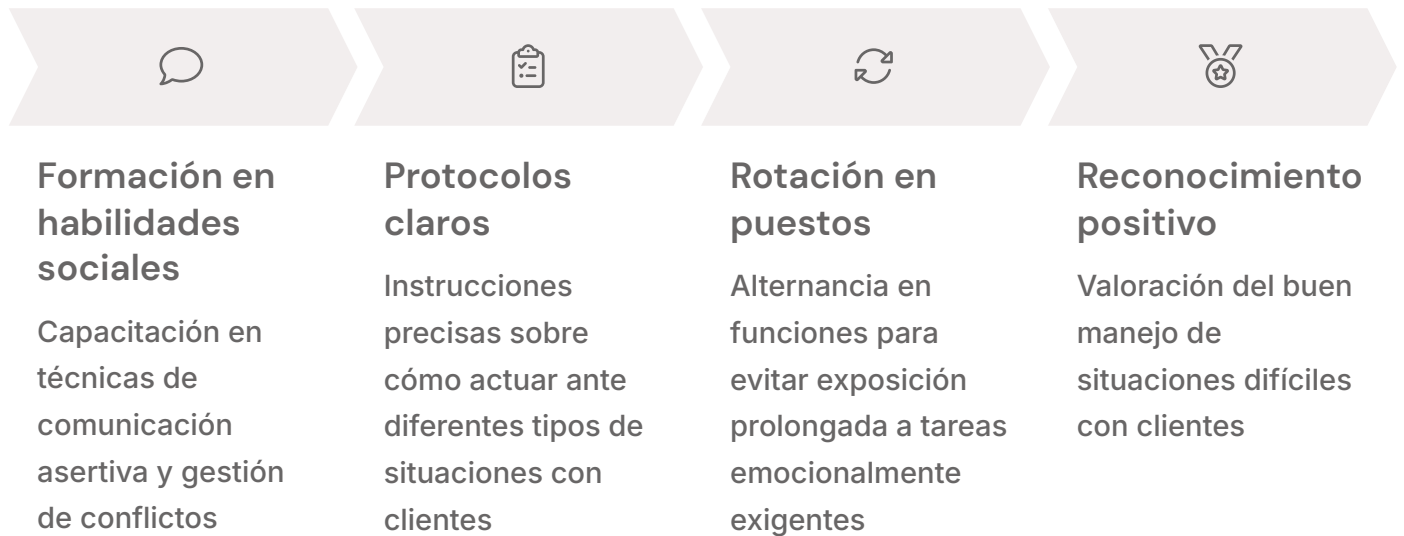 Formación en
habilidades
sociales
Capacitación en
técnicas de
comunicación
asertiva y gestión
de conflictos
Protocolos
claros
Instrucciones
precisas sobre
cómo actuar ante
diferentes tipos de
situaciones con
clientes
Rotación en
puestos
Alternancia en
funciones para
evitar exposición
prolongada a tareas
emocionalmente
exigentes
Reconocimiento
positivo
Valoración del buen
manejo de
situaciones difíciles
con clientes